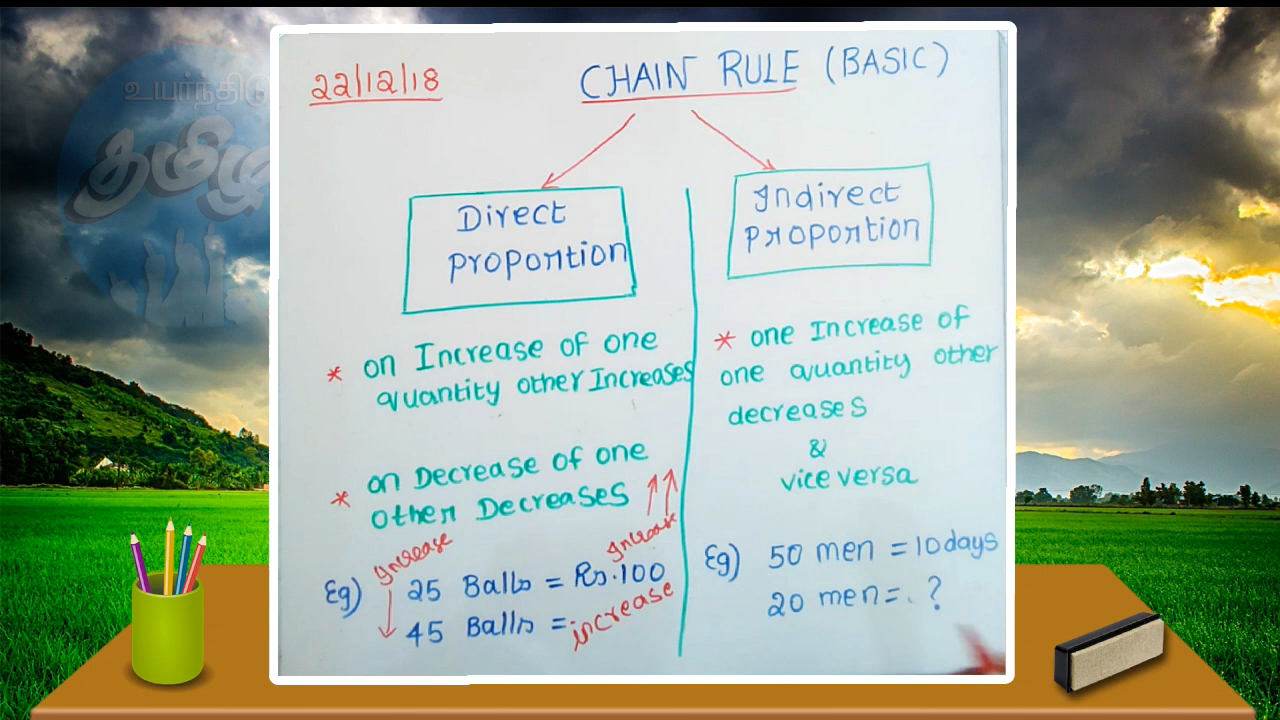 உயர்ந்திடு
தமிழா
22/12/18
CHAIN RULE (BASIC)
Direct
proportion
* on Increase of one
quantity other Increases
* on Decrease of one
other Decreases
Increase
Increase
Eg) 25 Balls = Rs.100
45 Balls = increase
Indirect
proportion
* one Increase of
one quantity other
decreases
&
vice versa
Eg) 50 men = 10 days
20 men = . ?